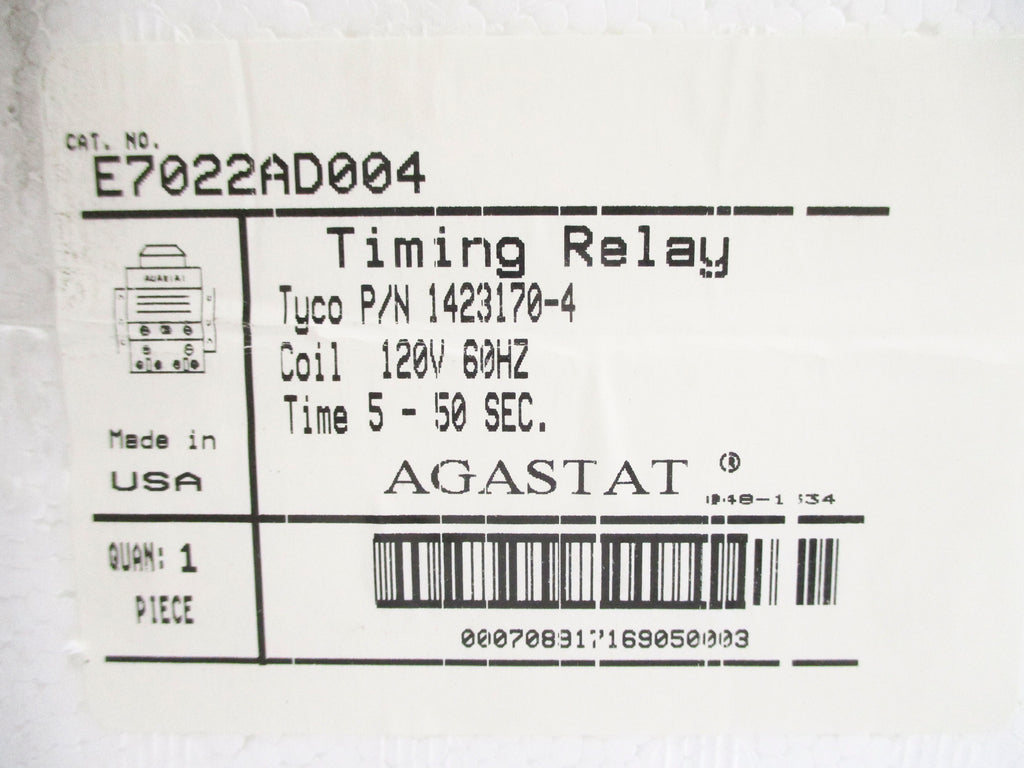 CAT. NO.
E7022AD004
Timing Relay
Tyco P/N 1423170-4
Coil 120V 60HZ
Time 5 - 50 SEC.
Made in
USA
AGASTAT ®
QUAN: 1
PIECE
000708917169050003